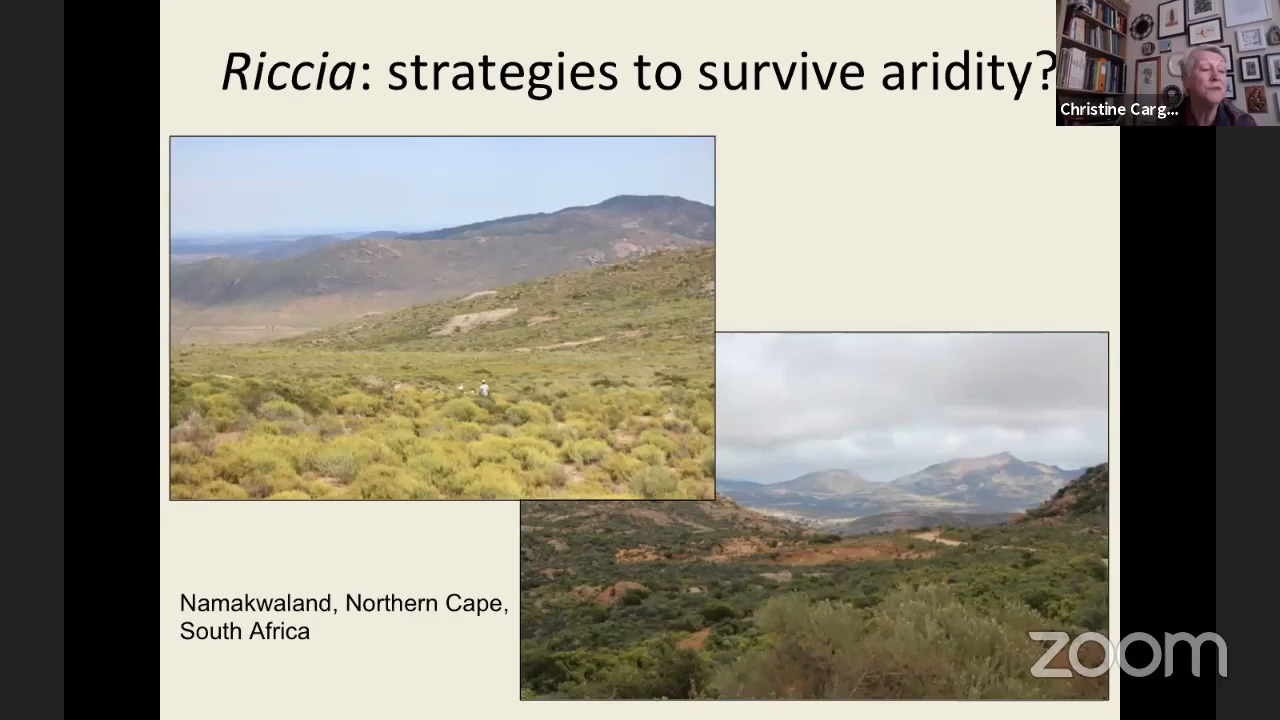 Riccia: strategies to survive aridity?
Christine Carg...
Namakwaland, Northern Cape,
South Africa
zoom